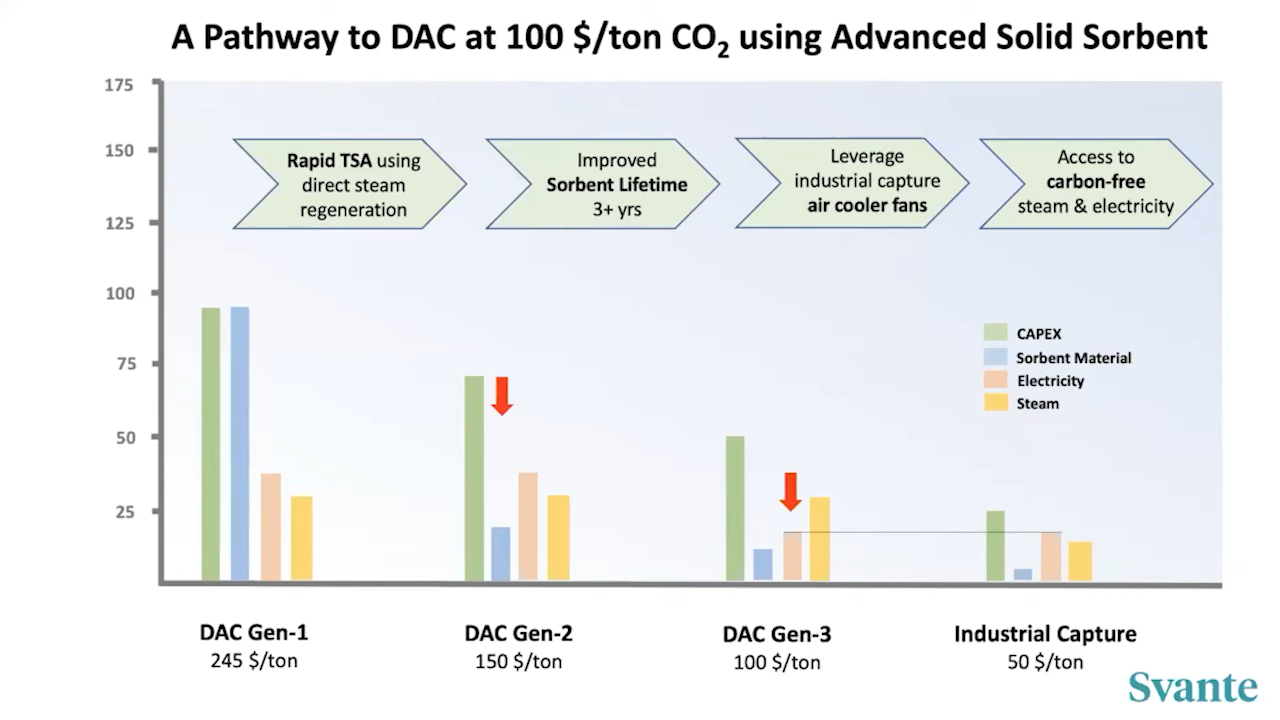 A Pathway to DAC at 100 $/ton CO₂ using Advanced Solid Sorbent
175
150
125
100
75
50
25
Rapid TSA using
direct steam
regeneration
Improved
Sorbent Lifetime
3+ yrs
Leverage
industrial capture
air cooler fans
Access to
carbon-free
steam & electricity
CAPEX
Sorbent Material
Electricity
Steam
DAC Gen-1
245 $/ton
DAC Gen-2
150 $/ton
DAC Gen-3
100 $/ton
Industrial Capture
50 $/ton
Svante